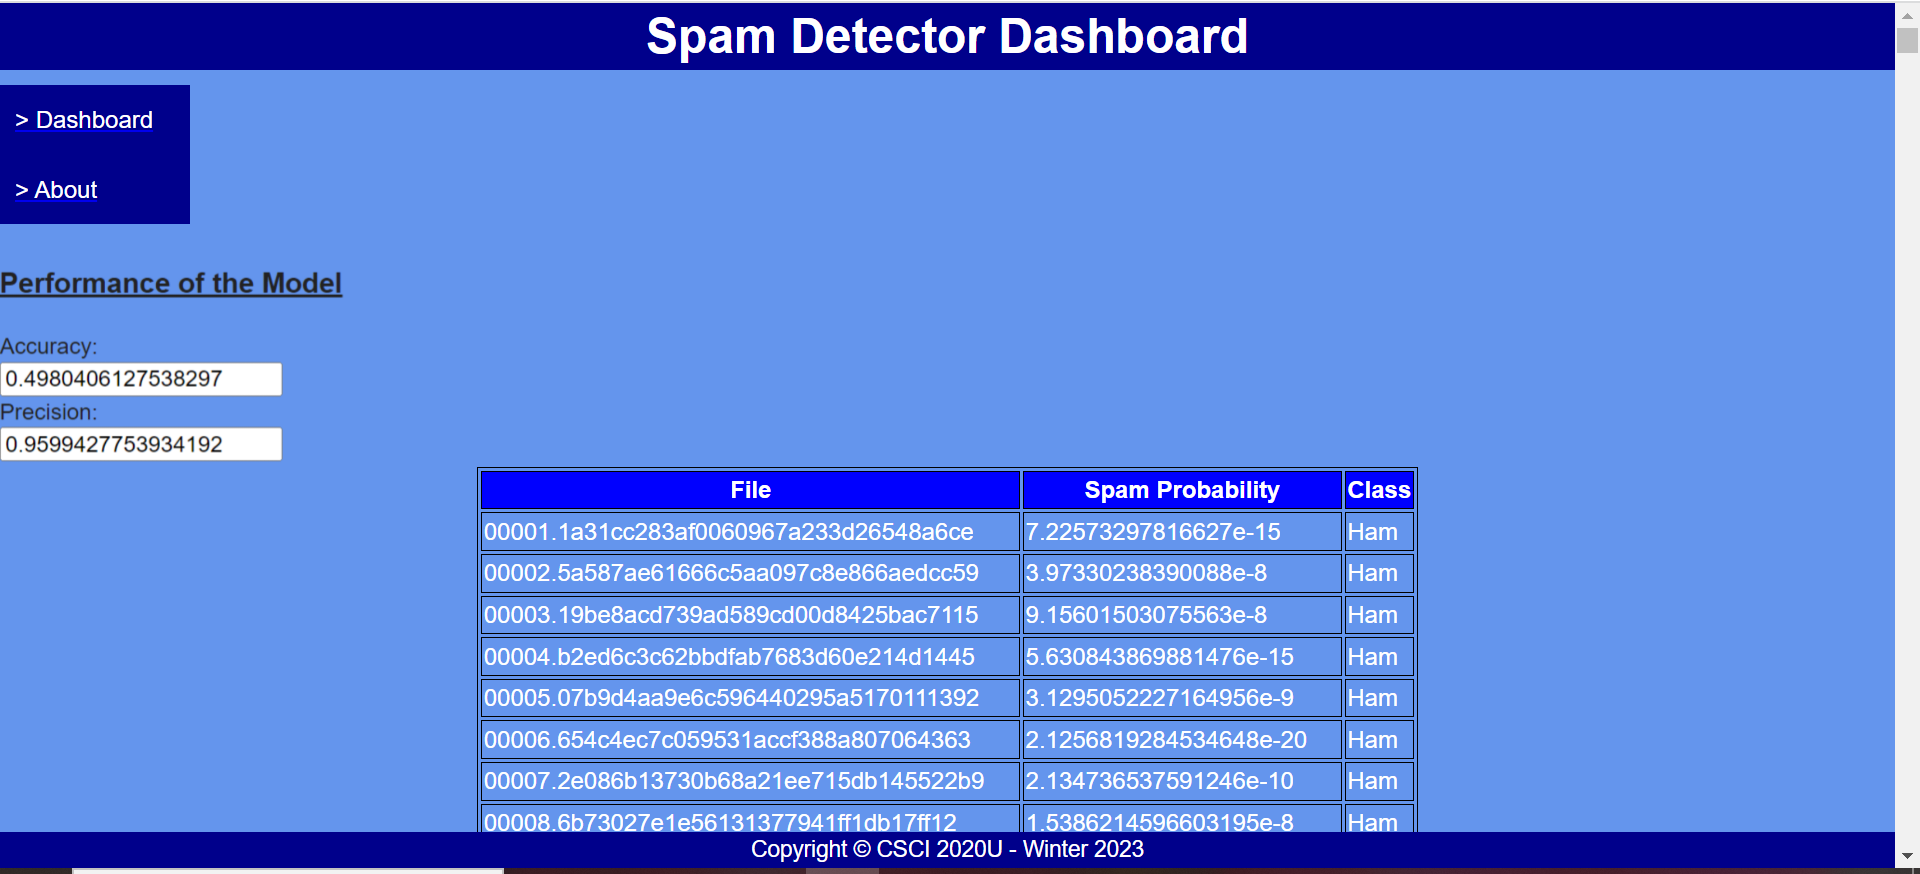 Spam Detector Dashboard
> Dashboard
> About
Performance of the Model
Accuracy:
0.4980406127538297
Precision:
0.9599427753934192
File Spam Probability Class
00001.1a31cc283af0060967a233d26548a6ce 7.22573297816627e-15 Ham
00002.5a587ae61666c5aa097c8e866aedcc59 3.97330238390088e-8 Ham
00003.19be8acd739ad589cd00d8425bac7115 9.15601503075563e-8 Ham
00004.b2ed6c3c62bbdfab7683d60e214d1445 5.630843869881476e-15 Ham
00005.07b9d4aa9e6c596440295a5170111392 3.1295052227164956e-9 Ham
00006.654c4ec7c059531accf388a807064363 2.1256819284534648e-20 Ham
00007.2e086b13730b68a21ee715db145522b9 2.134736537591246e-10 Ham
00008.6b73027e1e56131377941ff1db17ff12 1.5386214596603195e-8 Ham
Copyright © CSCI 2020U - Winter 2023